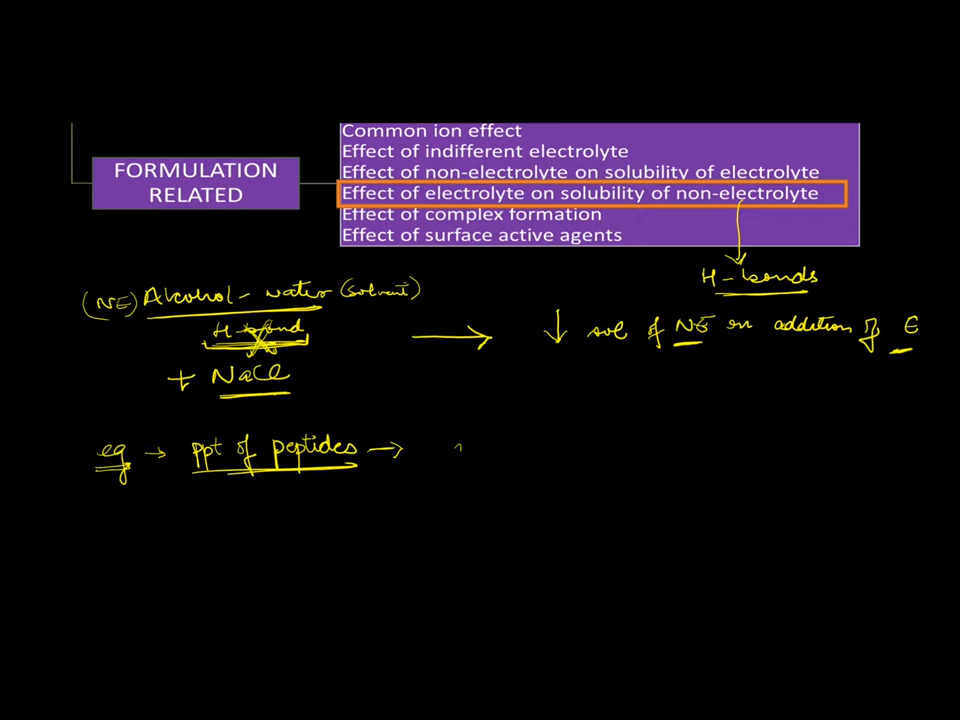 FORMULATION
RELATED
Common ion effect
Effect of indifferent electrolyte
Effect of non-electrolyte on solubility of electrolyte
Effect of electrolyte on solubility of non-electrolyte
Effect of complex formation
Effect of surface active agents
H-bonds
(NE) Alcohol - water (solvent)
H-bond
+ NaCl
↓ sol of NE on addition of E
eg → ppt of peptides →